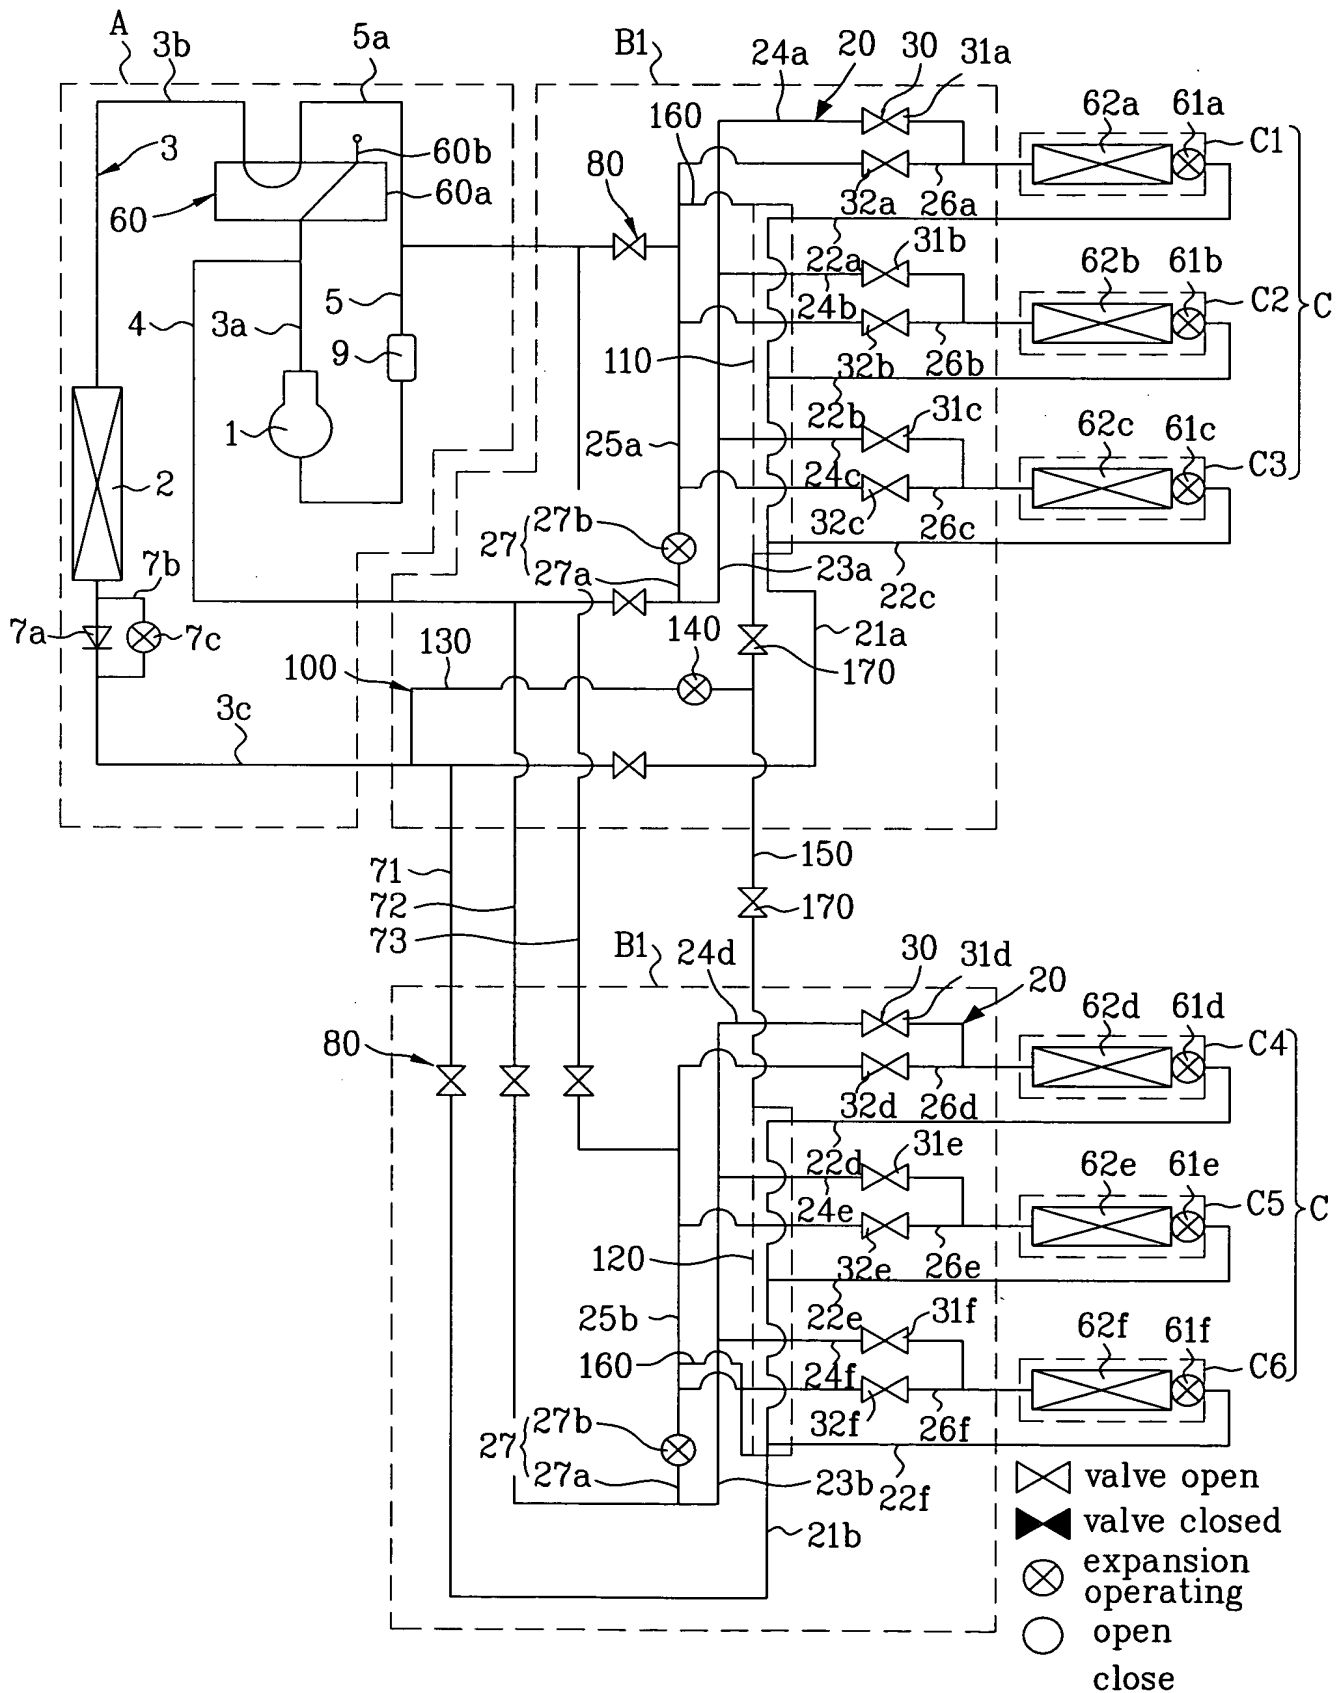 A
3b
5a
B1
24a
20
30
31a
62a
61a
C1
3
60b
160
60a
60
80
32a
26a
22a
31b
62b
61b
C2
C
4
3a
5
24b
9
110
32b
26b
22b
31c
62c
61c
1
25a
C3
2
24c
27b
32c
26c
27
27a
23a
22c
7b
7a
7c
140
21a
130
170
100
3c
71
150
72
170
73
B1
24d
30
31d
20
62d
61d
80
C4
32d
26d
22d
31e
62e
61e
24e
C5
C
120
32e
26e
25b
22e
31f
62f
61f
160
24f
C6
27b
32f
26f
27
27a
23b
22f
21b
valve open
valve closed
expansion
operating
open
close